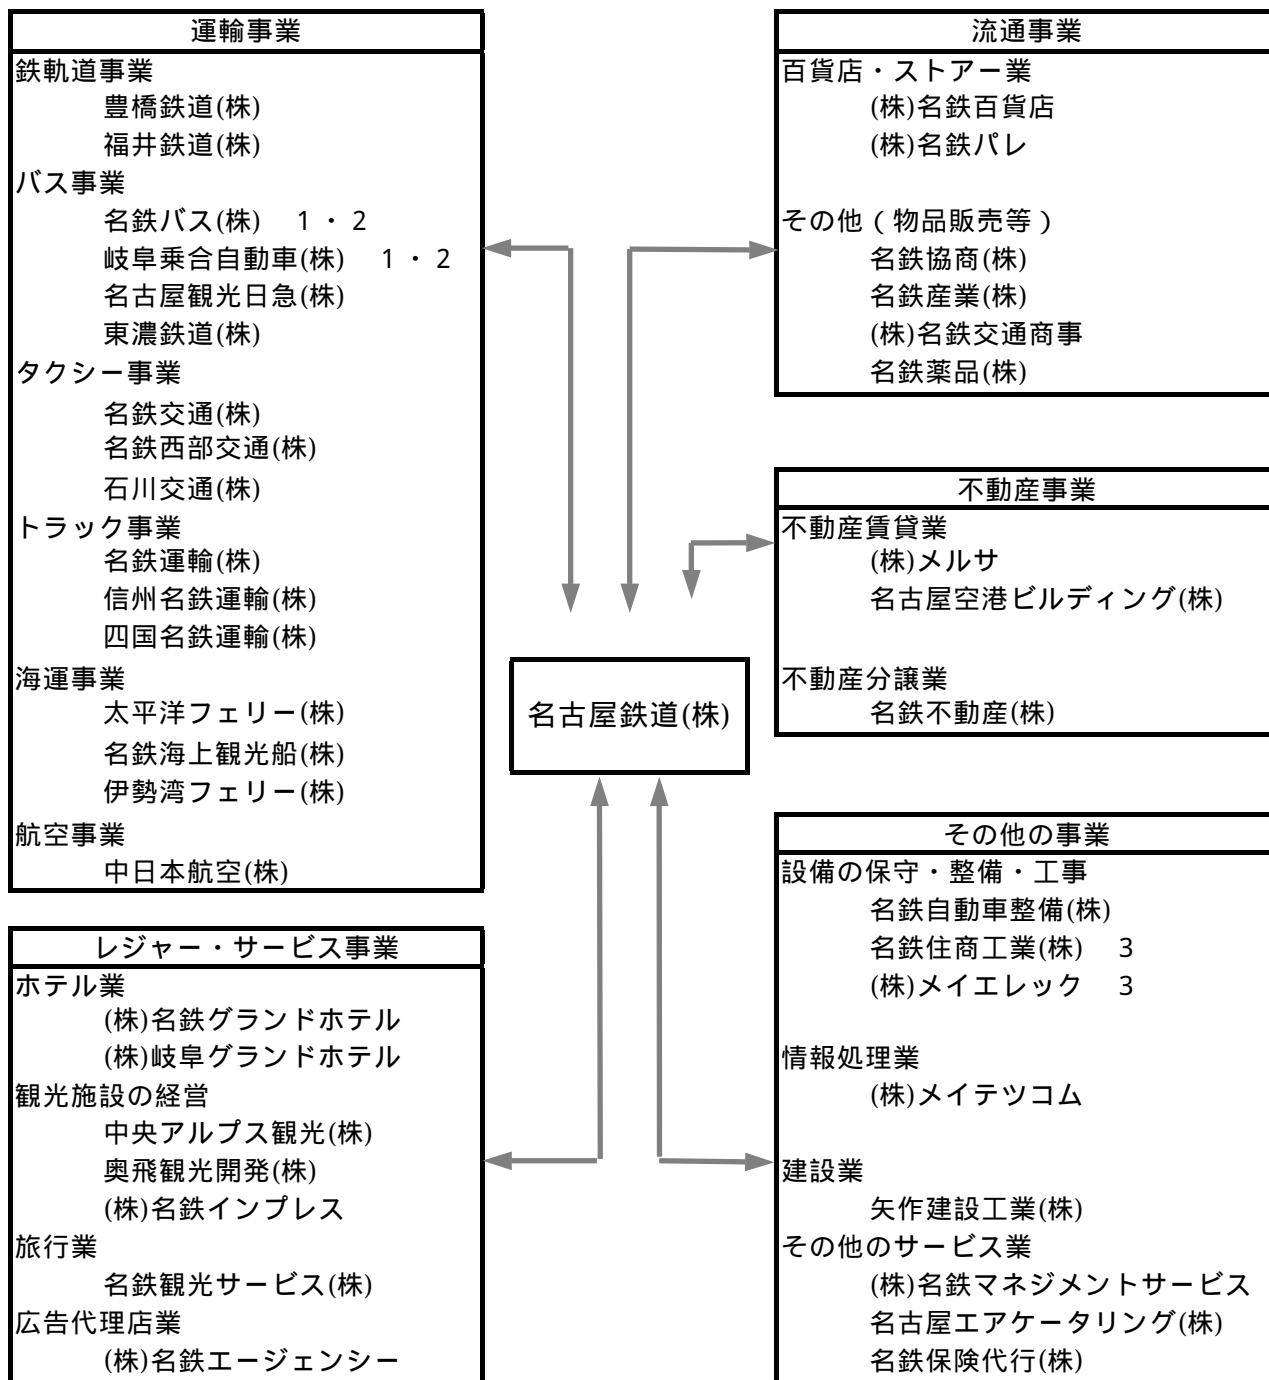 運輸事業
鉄軌道事業
豊橋鉄道(株)
福井鉄道(株)
バス事業
名鉄バス(株) 1・2
岐阜乗合自動車(株) 1・2
名古屋観光日急(株)
東濃鉄道(株)
タクシー事業
名鉄交通(株)
名鉄西部交通(株)
石川交通(株)
トラック事業
名鉄運輸(株)
信州名鉄運輸(株)
四国名鉄運輸(株)
海運事業
太平洋フェリー(株)
名鉄海上観光船(株)
伊勢湾フェリー(株)
航空事業
中日本航空(株)
レジャー・サービス事業
ホテル業
(株)名鉄グランドホテル
(株)岐阜グランドホテル
観光施設の経営
中央アルプス観光(株)
奥飛観光開発(株)
(株)名鉄インプレス
旅行業
名鉄観光サービス(株)
広告代理店業
(株)名鉄エージェンシー
名古屋鉄道(株)
流通事業
百貨店・ストアー業
(株)名鉄百貨店
(株)名鉄パレ
その他(物品販売等)
名鉄協商(株)
名鉄産業(株)
(株)名鉄交通商事
名鉄薬品(株)
不動産事業
不動産賃貸業
(株)メルサ
名古屋空港ビルディング(株)
不動産分譲業
名鉄不動産(株)
その他の事業
設備の保守・整備・工事
名鉄自動車整備(株)
名鉄住商工業(株) 3
(株)メイエレック 3
情報処理業
(株)メイテツコム
建設業
矢作建設工業(株)
その他のサービス業
(株)名鉄マネジメントサービス
名古屋エアケータリング(株)
名鉄保険代行(株)